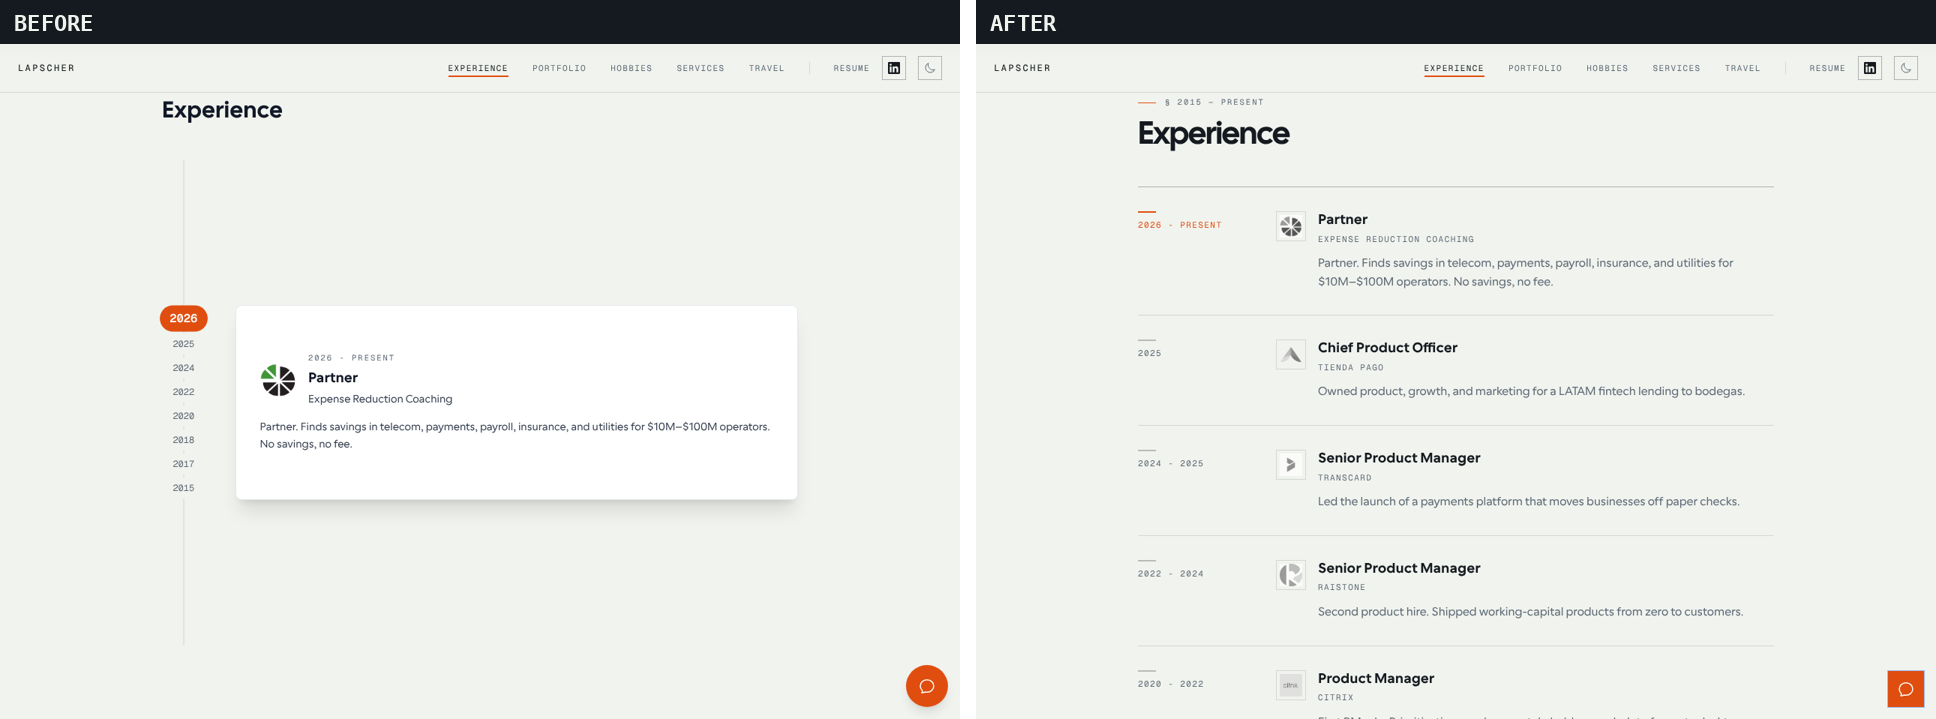 BEFORE
LAPSCHER
EXPERIENCE PORTFOLIO HOBBIES SERVICES TRAVEL RESUME
Experience
2026
2025
2024
2022
2020
2018
2017
2015
2026 - PRESENT
Partner
Expense Reduction Coaching
Partner. Finds savings in telecom, payments, payroll, insurance, and utilities for $10M–$100M operators.
No savings, no fee.
AFTER
LAPSCHER
EXPERIENCE PORTFOLIO HOBBIES SERVICES TRAVEL RESUME
§ 2015 — PRESENT
Experience
2026 - PRESENT
Partner
EXPENSE REDUCTION COACHING
Partner. Finds savings in telecom, payments, payroll, insurance, and utilities for
$10M–$100M operators. No savings, no fee.
2025
Chief Product Officer
TIENDA PAGO
Owned product, growth, and marketing for a LATAM fintech lending to bodegas.
2024 - 2025
Senior Product Manager
TRANSCARD
Led the launch of a payments platform that moves businesses off paper checks.
2022 - 2024
Senior Product Manager
RAISTONE
Second product hire. Shipped working-capital products from zero to customers.
2020 - 2022
Product Manager
CITRIX